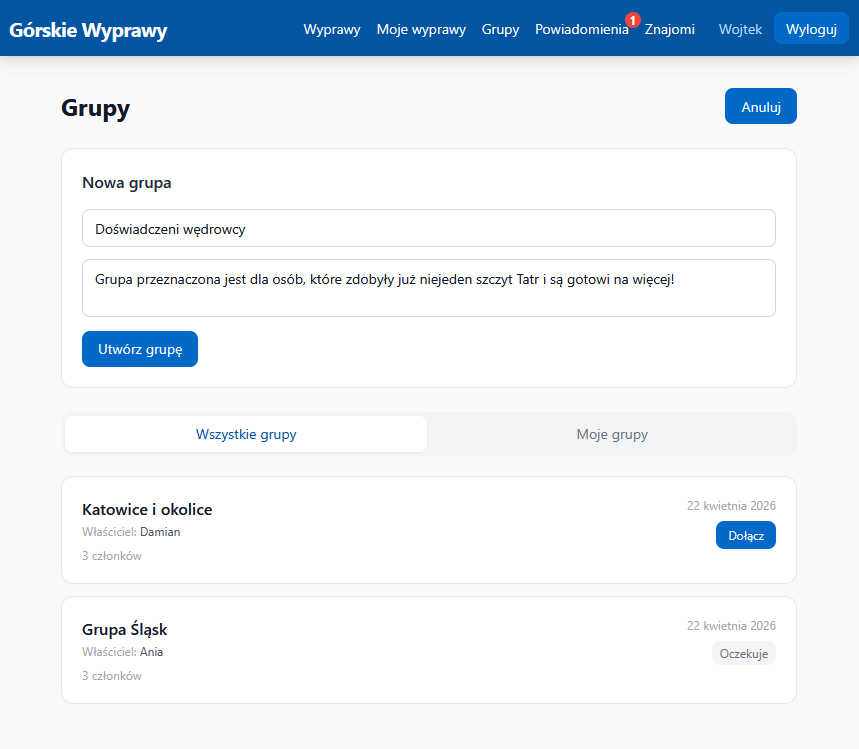 Górskie Wyprawy
Wyprawy Moje wyprawy Grupy Powiadomienia 1 Znajomi Wojtek Wyloguj
Grupy
Anuluj
Nowa grupa
Doświadczeni wędrowcy
Grupa przeznaczona jest dla osób, które zdobyły już niejeden szczyt Tatr i są gotowi na więcej!
Utwórz grupę
Wszystkie grupy
Moje grupy
Katowice i okolice
22 kwietnia 2026
Właściciel: Damian
Dołącz
3 członków
Grupa Śląsk
22 kwietnia 2026
Właściciel: Ania
Oczekuje
3 członków